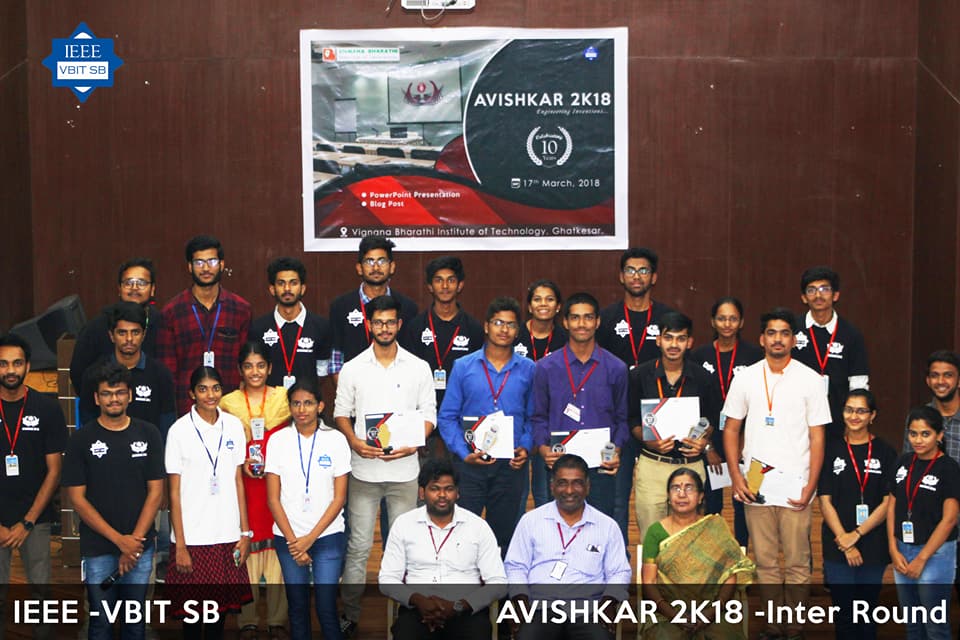 IEEE
VBIT SB
VIGNANA BHARATHI
AVISHKAR 2K18
Engineering Inventions...
Celebrating
10
Years
17th March, 2018
PowerPoint Presentation
Blog Post
Vignana Bharathi Institute of Technology, Ghatkesar.
IEEE -VBIT SB
AVISHKAR 2K18 -Inter Round